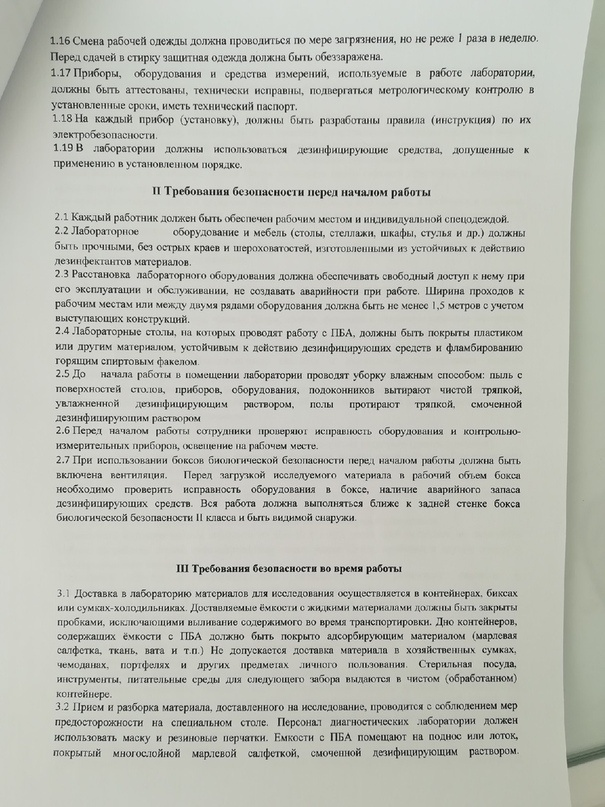 1.16 Смена рабочей одежды должна проводиться по мере загрязнения, но не реже 1 раза в неделю.
Перед сдачей в стирку защитная одежда должна быть обеззаражена.
1.17 Приборы, оборудования и средства измерений, используемые в работе лаборатории,
должны быть аттестованы, технически исправны, подвергаться метрологическому контролю в
установленные сроки, иметь технический паспорт.
1.18 На каждый прибор (установку), должны быть разработаны правила (инструкция) по их
электробезопасности.
1.19 В лаборатории должны использоваться дезинфицирующие средства, допущенные к
применению в установленном порядке.
II Требования безопасности перед началом работы
2.1 Каждый работник должен быть обеспечен рабочим местом и индивидуальной спецодеждой.
2.2 Лабораторное оборудование и мебель (столы, стеллажи, шкафы, стулья и др.) должны
быть прочными, без острых краев и шероховатостей, изготовленными из устойчивых к действию
дезинфектантов материалов.
2.3 Расстановка лабораторного оборудования должна обеспечивать свободный доступ к нему при
его эксплуатации и обслуживании, не создавать аварийности при работе. Ширина проходов к
рабочим местам или между двумя рядами оборудования должна быть не менее 1,5 метров с учетом
выступающих конструкций.
2.4 Лабораторные столы, на которых проводят работу с ПБА, должны быть покрыты пластиком
или другим материалом, устойчивым к действию дезинфицирующих средств и фламбированию
горящим спиртовым факелом.
2.5 До начала работы в помещении лаборатории проводят уборку влажным способом: пыль с
поверхностей столов, приборов, оборудования, подоконников вытирают чистой тряпкой,
увлажненной дезинфицирующим раствором, полы протирают тряпкой, смоченной
дезинфицирующим раствором
2.6 Перед началом работы сотрудники проверяют исправность оборудования и контрольно-
измерительных приборов, освещение на рабочем месте.
2.7 При использовании боксов биологической безопасности перед началом работы должна быть
включена вентиляция. Перед загрузкой исследуемого материала в рабочий объем бокса
необходимо проверить исправность оборудования в боксе, наличие аварийного запаса
дезинфицирующих средств. Вся работа должна выполняться ближе к задней стенке бокса
биологической безопасности II класса и быть видимой снаружи.
III Требования безопасности во время работы
3.1 Доставка в лабораторию материалов для исследования осуществляется в контейнерах, биксах
или сумках-холодильниках. Доставляемые ёмкости с жидкими материалами должны быть закрыты
пробками, исключающими выливание содержимого во время транспортировки. Дно контейнеров,
содержащих ёмкости с ПБА должно быть покрыто адсорбирующим материалом (марлевая
салфетка, ткань, вата и т.п.) Не допускается доставка материала в хозяйственных сумках,
чемоданах, портфелях и других предметах личного пользования. Стерильная посуда,
инструменты, питательные среды для следующего забора выдаются в чистом (обработанном)
контейнере.
3.2 Прием и разборка материала, доставленного на исследование, проводится с соблюдением мер
предосторожности на специальном столе. Персонал диагностических лаборатории должен
использовать маску и резиновые перчатки. Емкости с ПБА помещают на поднос или лоток,
покрытый многослойной марлевой салфеткой, смоченной дезифицирующим раствором.